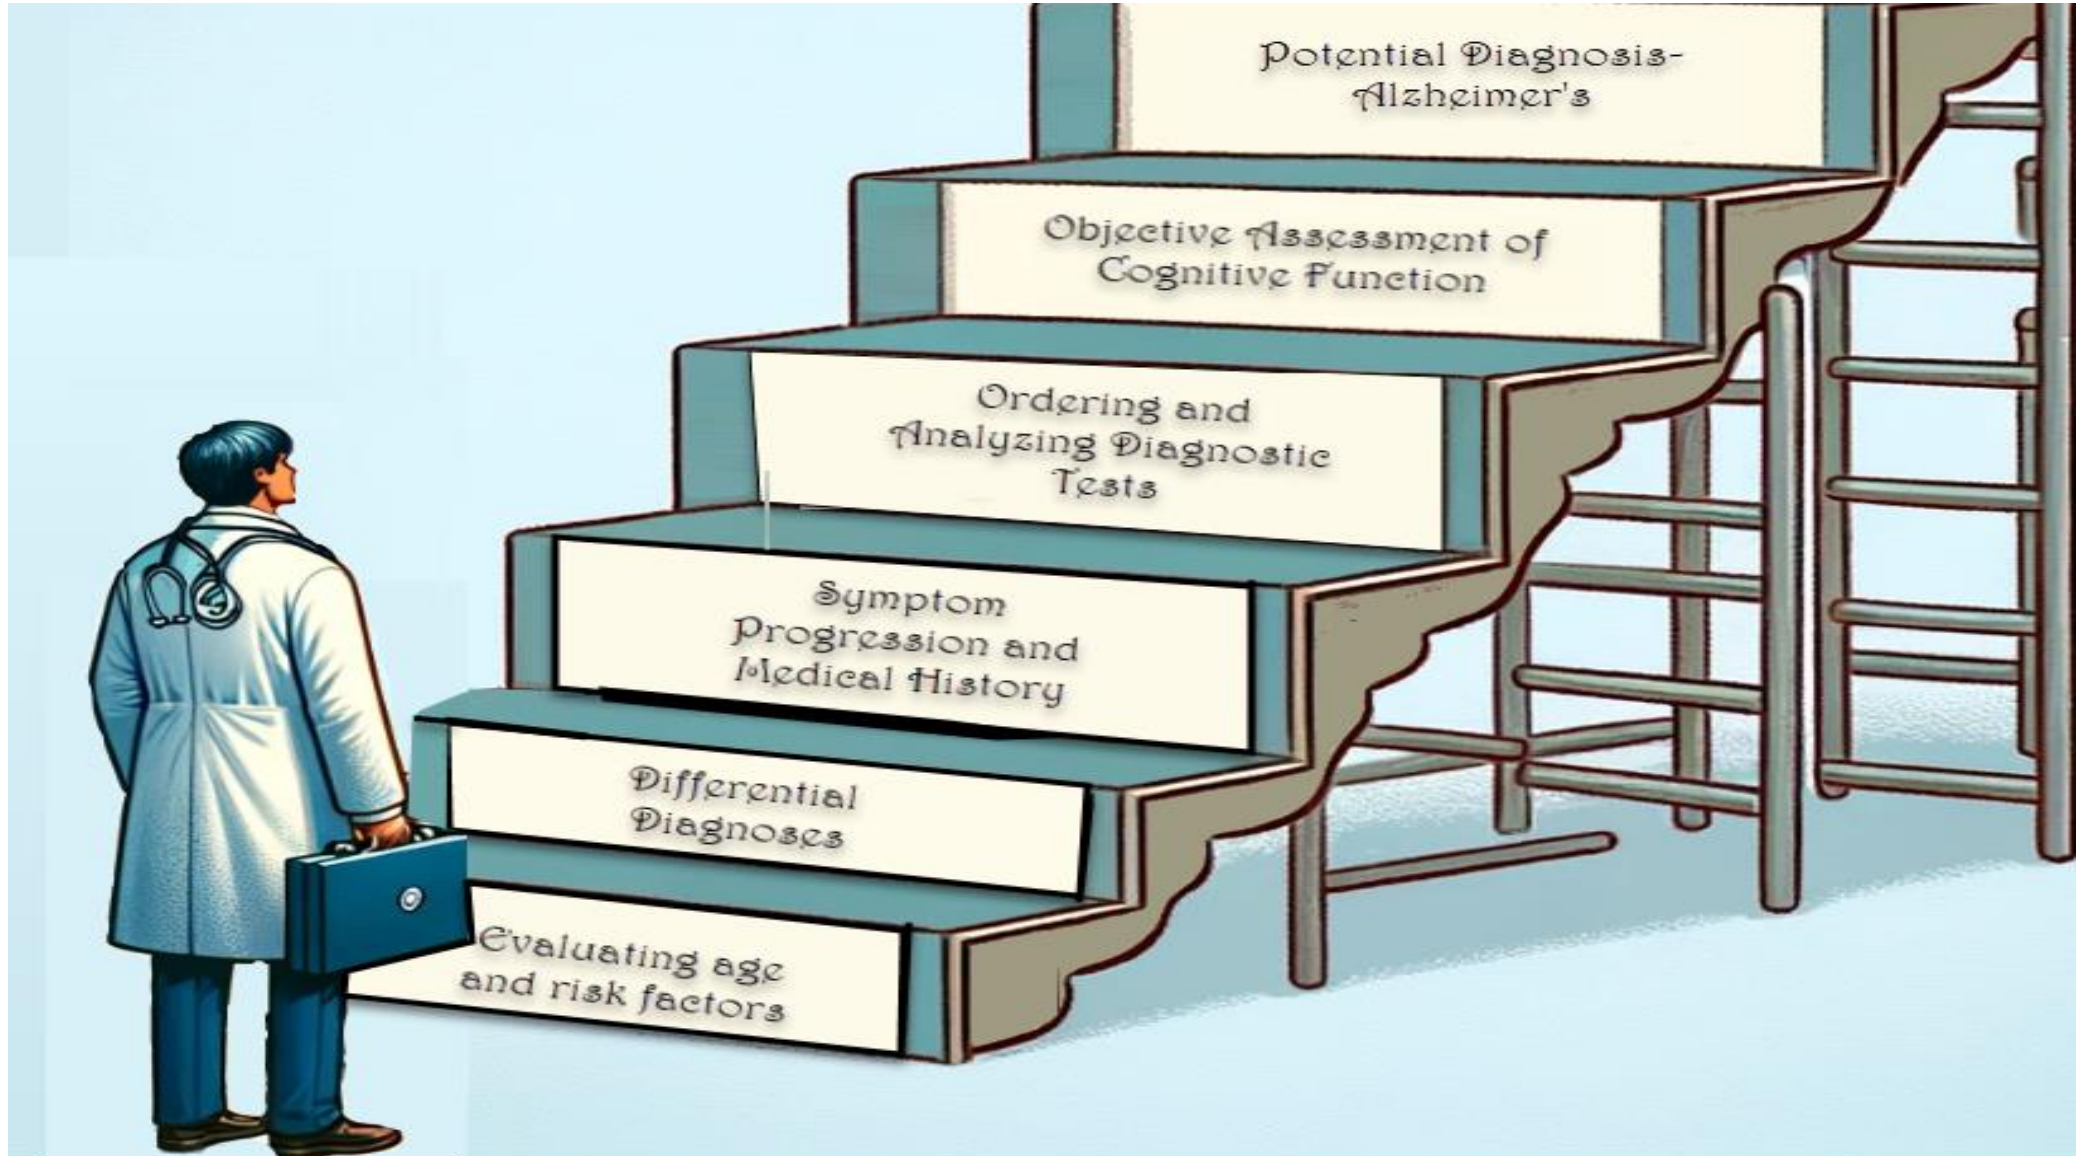 Potential Diagnosis-
Alzheimer's
Objective Assessment of
Cognitive Function
Ordering and
Analyzing Diagnostic
Tests
Symptom
Progression and
Medical History
Differential
Diagnoses
Evaluating age
and risk factors